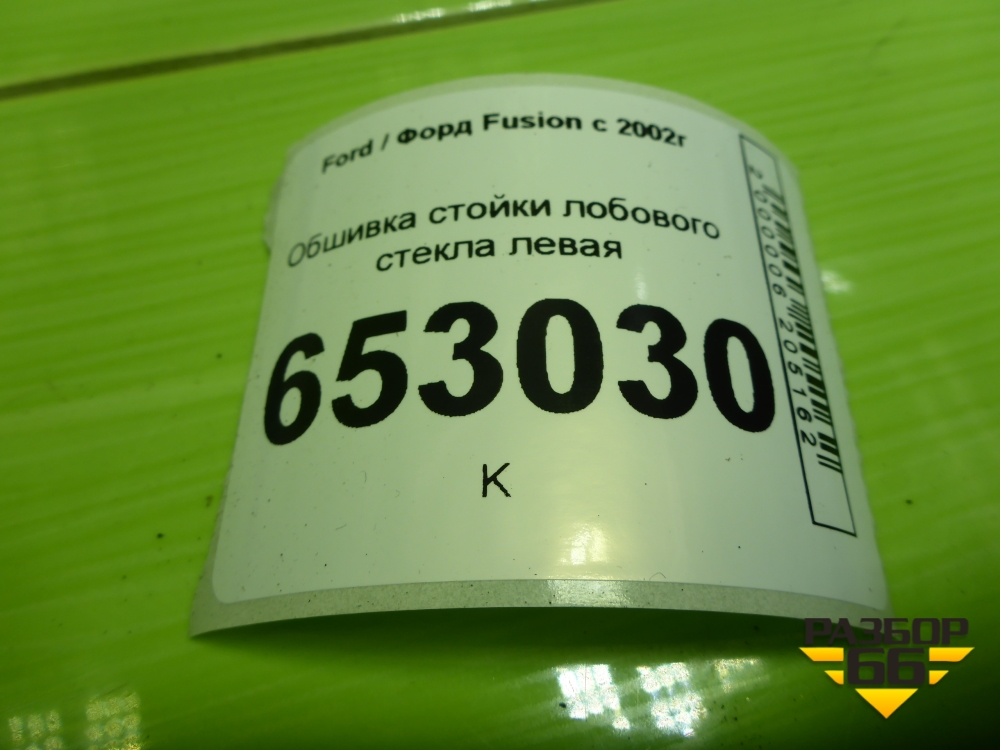 Ford / Форд Fusion с 2002г
Обшивка стойки лобового
стекла левая
653030
К
2000006205162
РАЗБОР
66